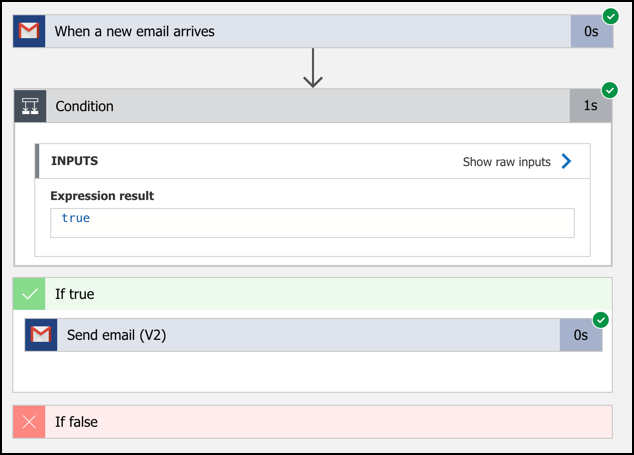 When a new email arrives 0s
Condition 1s
INPUTS Show raw inputs
Expression result
true
If true
Send email (V2) 0s
If false